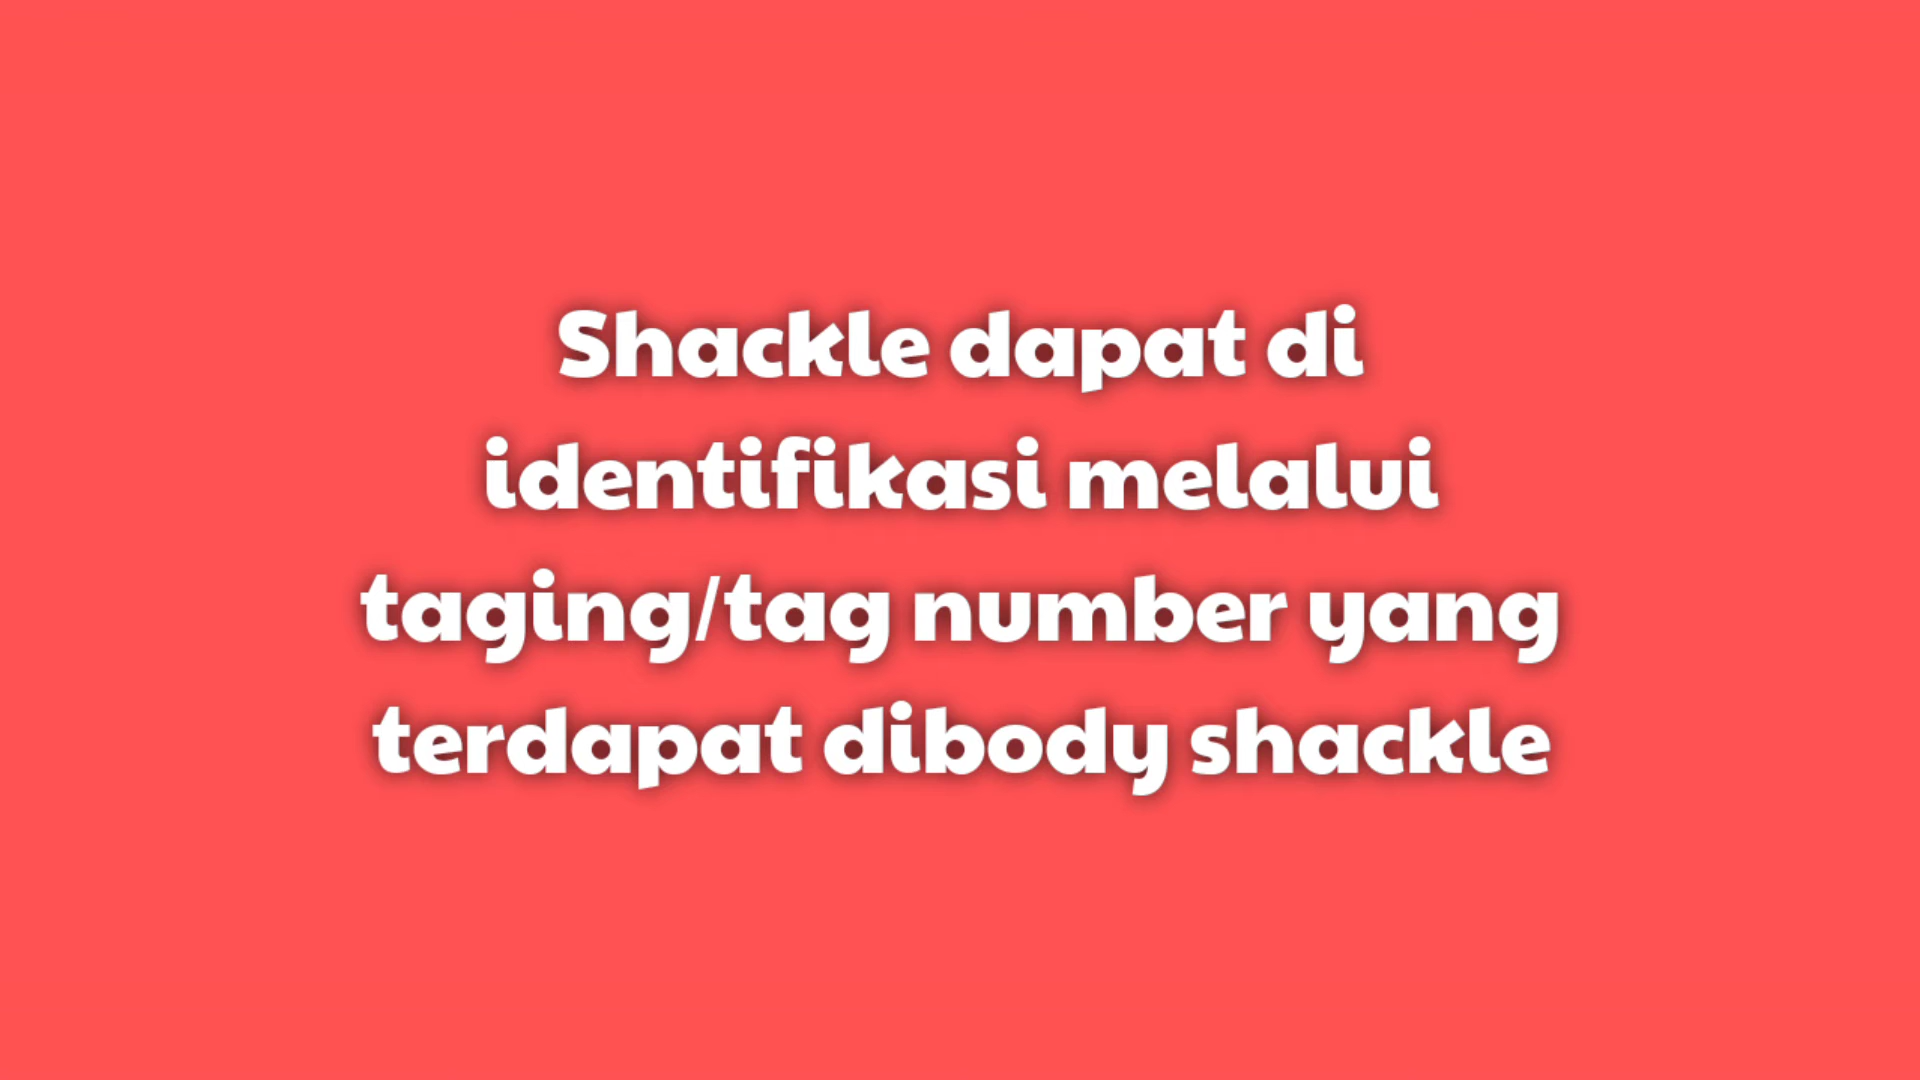 Shackle dapat di
identifikasi melalui
taging/tag number yang
terdapat dibody shackle